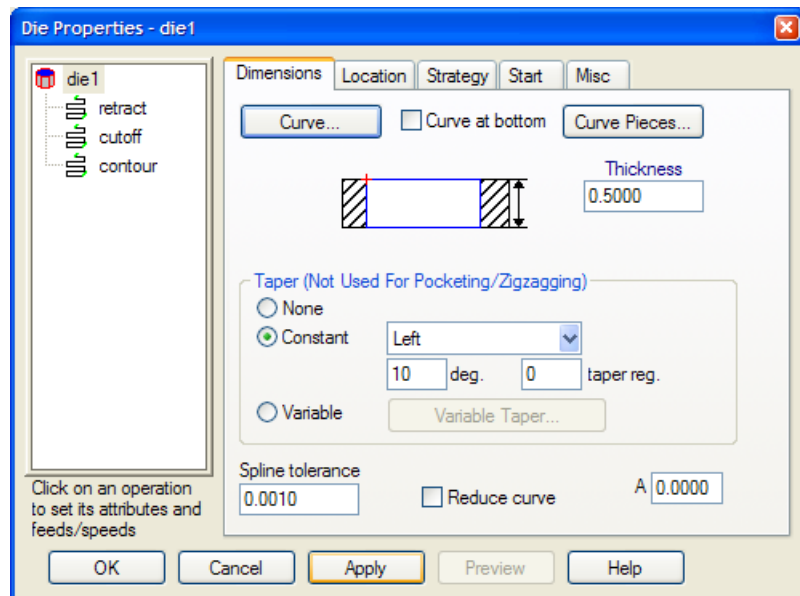 Die Properties - die1
die1
retract
cutoff
contour
Click on an operation
to set its attributes and
feeds/speeds
Dimensions Location Strategy Start Misc
Curve... Curve at bottom Curve Pieces...
Thickness
0.5000
Taper (Not Used For Pocketing/Zigzagging)
None
Constant Left
10 deg. 0 taper reg.
Variable Variable Taper...
Spline tolerance
0.0010 Reduce curve A 0.0000
OK Cancel Apply Preview Help